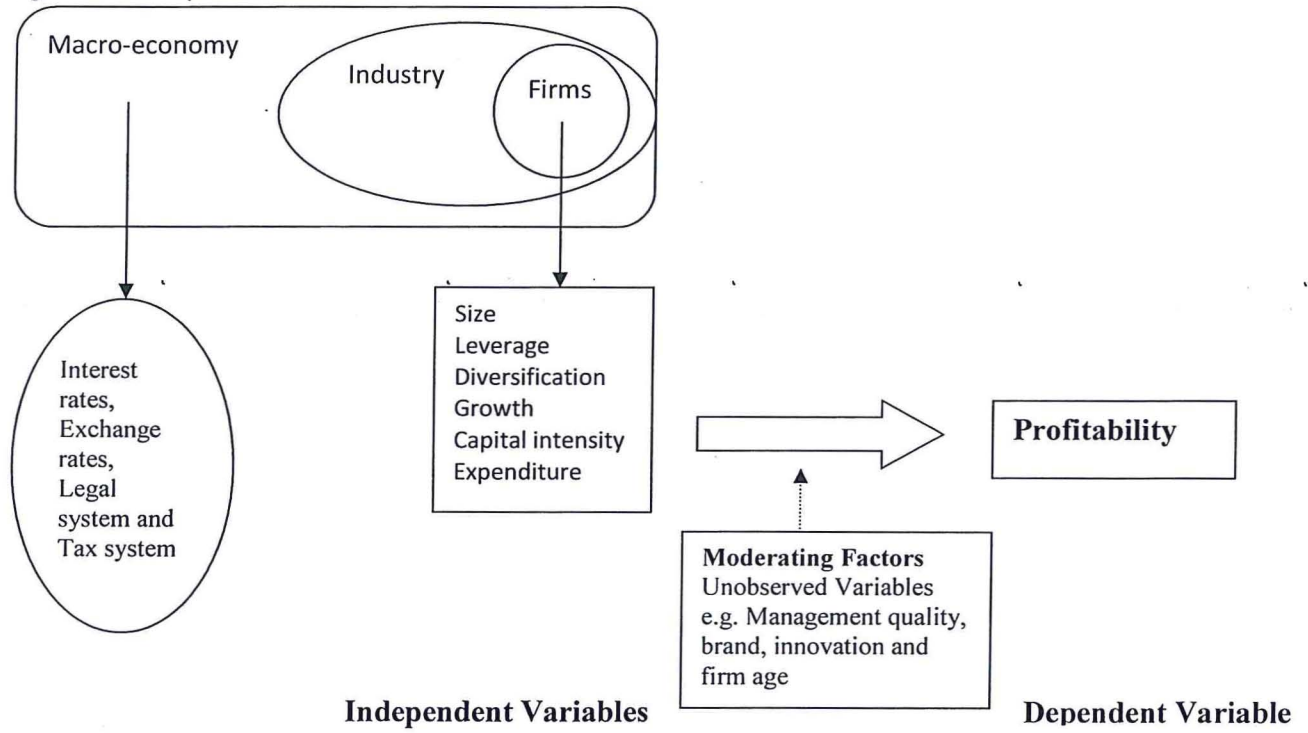 Macro-economy
Industry
Firms
Interest
rates,
Exchange
rates,
Legal
system and
Tax system
Size
Leverage
Diversification
Growth
Capital intensity
Expenditure
Profitability
Moderating Factors
Unobserved Variables
e.g. Management quality,
brand, innovation and
firm age
Independent Variables
Dependent Variable